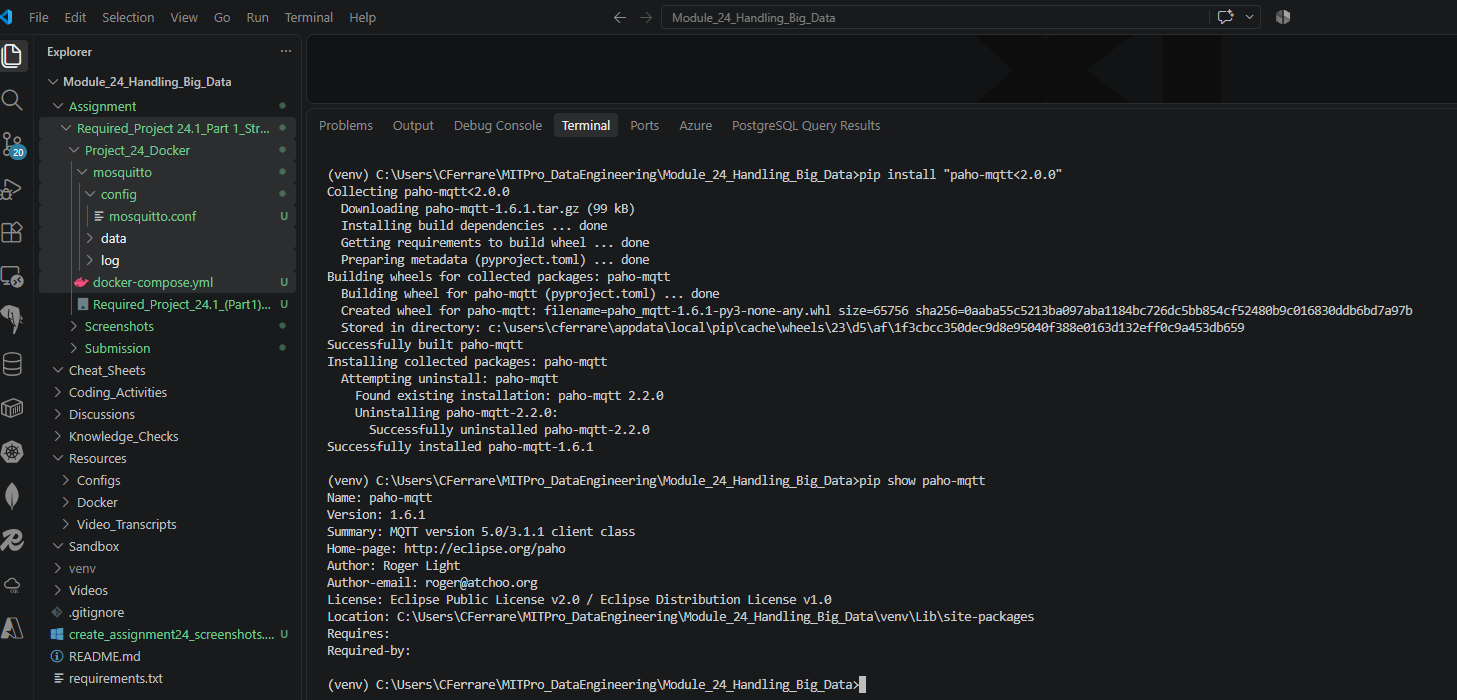 File Edit Selection View Go Run Terminal Help
Module_24_Handling_Big_Data
Explorer
Module_24_Handling_Big_Data
Assignment
Required_Project 24.1_Part 1_Str...
Project_24_Docker
mosquitto
config
mosquitto.conf U
data
log
docker-compose.yml U
Required_Project_24.1_(Part1)... U
Screenshots
Submission
Cheat_Sheets
Coding_Activities
Discussions
Knowledge_Checks
Resources
Configs
Docker
Video_Transcripts
Sandbox
venv
Videos
.gitignore
create_assignment24_screenshots.... U
README.md
requirements.txt
20
Problems Output Debug Console Terminal Ports Azure PostgreSQL Query Results
(venv) C:\Users\CFerrare\MITPro_DataEngineering\Module_24_Handling_Big_Data>pip install "paho-mqtt<2.0.0"
Collecting paho-mqtt<2.0.0
Downloading paho-mqtt-1.6.1.tar.gz (99 kB)
Installing build dependencies ... done
Getting requirements to build wheel ... done
Preparing metadata (pyproject.toml) ... done
Building wheels for collected packages: paho-mqtt
Building wheel for paho-mqtt (pyproject.toml) ... done
Created wheel for paho-mqtt: filename=paho_mqtt-1.6.1-py3-none-any.whl size=65756 sha256=0aaba55c5213ba097aba1184bc726dc5bb854cf52480b9c016830ddb6bd7a97b
Stored in directory: c:\users\cferrare\appdata\local\pip\cache\wheels\23\d5\af\1f3cbcc350dec9d8e95040f388e0163d132eff0c9a453db659
Successfully built paho-mqtt
Installing collected packages: paho-mqtt
Attempting uninstall: paho-mqtt
Found existing installation: paho-mqtt 2.2.0
Uninstalling paho-mqtt-2.2.0:
Successfully uninstalled paho-mqtt-2.2.0
Successfully installed paho-mqtt-1.6.1
(venv) C:\Users\CFerrare\MITPro_DataEngineering\Module_24_Handling_Big_Data>pip show paho-mqtt
Name: paho-mqtt
Version: 1.6.1
Summary: MQTT version 5.0/3.1.1 client class
Home-page: http://eclipse.org/paho
Author: Roger Light
Author-email: roger@atchoo.org
License: Eclipse Public License v2.0 / Eclipse Distribution License v1.0
Location: C:\Users\CFerrare\MITPro_DataEngineering\Module_24_Handling_Big_Data\venv\Lib\site-packages
Requires:
Required-by:
(venv) C:\Users\CFerrare\MITPro_DataEngineering\Module_24_Handling_Big_Data>